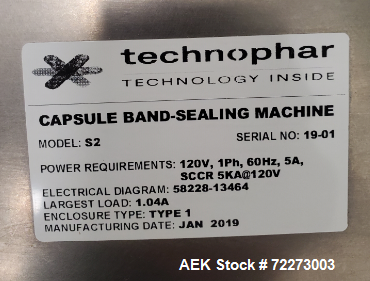 technophar
TECHNOLOGY INSIDE
CAPSULE BAND-SEALING MACHINE
MODEL: S2 SERIAL NO: 19-01
POWER REQUIREMENTS: 120V, 1Ph, 60Hz, 5A,
SCCR 5KA@120V
ELECTRICAL DIAGRAM: 58228-13464
LARGEST LOAD: 1.04A
ENCLOSURE TYPE: TYPE 1
MANUFACTURING DATE: JAN 2019
AEK Stock # 72273003